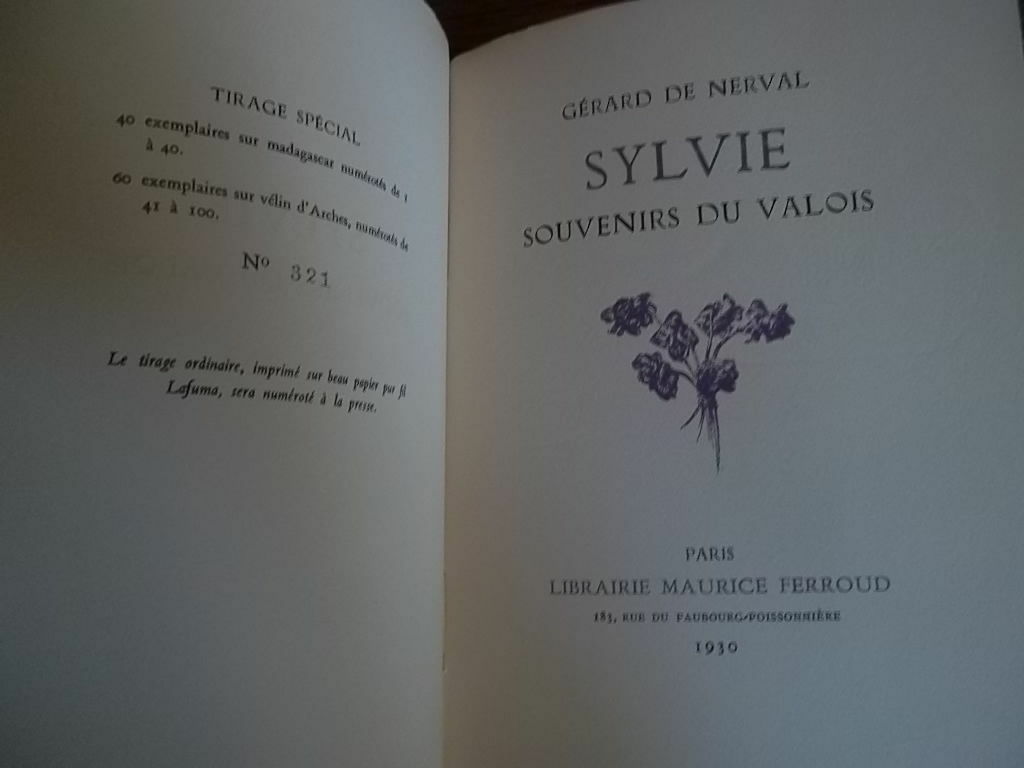 TIRAGE SPÉCIAL
40 exemplaires sur madagascar numérotés de 1
à 40.
60 exemplaires sur vélin d'Arches, numérotés de
41 à 100.
Nº 321
Le tirage ordinaire, imprimé sur beau papier pur fil
Lafuma, sera numéroté à la presse.
GÉRARD DE NERVAL
SYLVIE
SOUVENIRS DU VALOIS
PARIS
LIBRAIRIE MAURICE FERROUD
183, RUE DU FAUBOURG-POISSONNIÈRE
1930